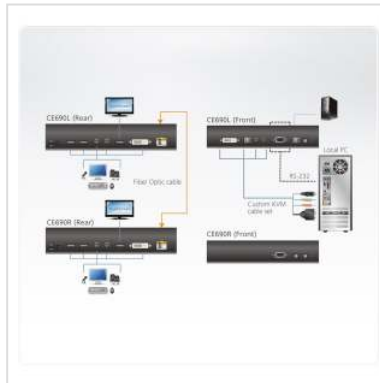 CE690L (Rear)
CE690L (Front)
Local PC
Fiber Optic cable
RS-232
Custom KVM
cable set
CE690R (Rear)
CE690R (Front)